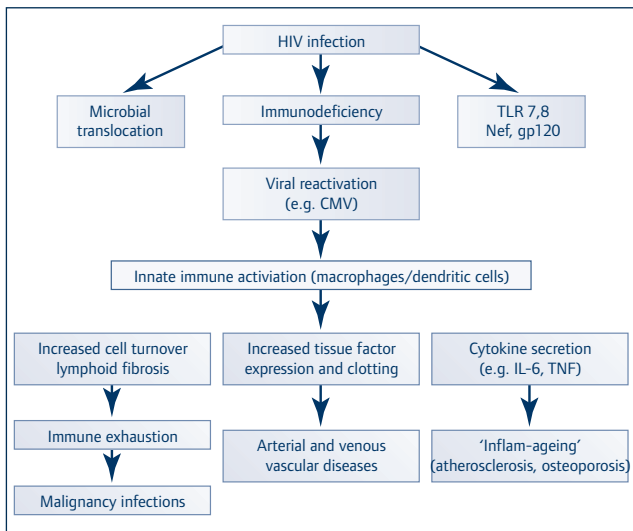 HIV infection
Microbial
translocation
Immunodeficiency
TLR 7,8
Nef, gp120
Viral reactivation
(e.g. CMV)
Innate immune activiation (macrophages/dendritic cells)
Increased cell turnover
lymphoid fibrosis
Increased tissue factor
expression and clotting
Cytokine secretion
(e.g. IL-6, TNF)
Immune exhaustion
Arterial and venous
vascular diseases
‘Inflam-ageing’
(atherosclerosis, osteoporosis)
Malignancy infections